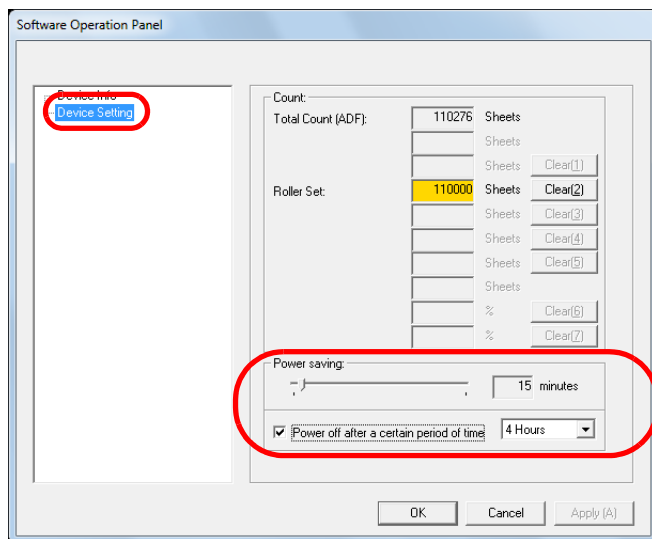 Software Operation Panel
Device Info
Device Setting
Count:
Total Count (ADF): 110276 Sheets
Sheets
Sheets Clear(1)
Roller Set: 110000 Sheets Clear(2)
Sheets Clear(3)
Sheets Clear(4)
Sheets Clear(5)
Sheets
% Clear(6)
% Clear(7)
Power saving:
15 minutes
Power off after a certain period of time 4 Hours
OK Cancel Apply (A)